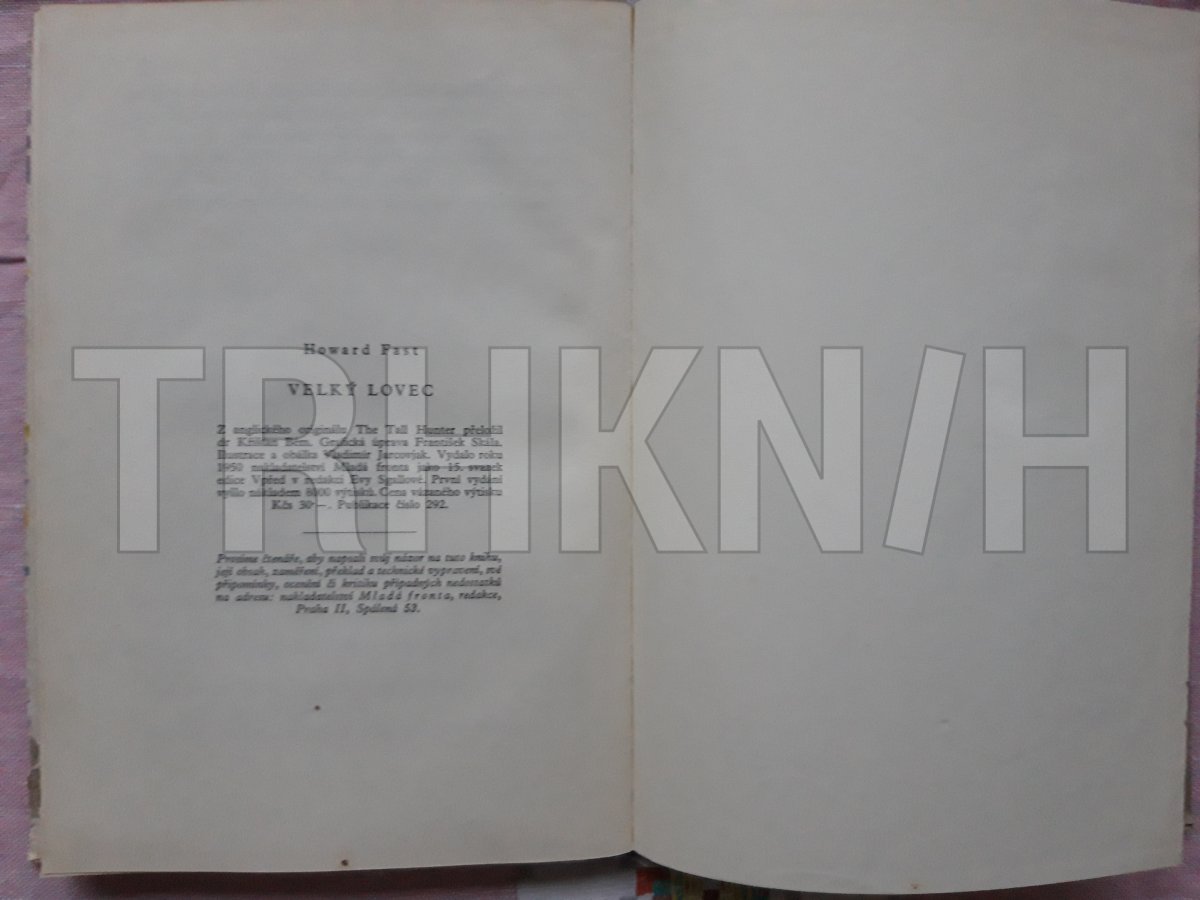 Howard Fast
VELKÝ LOVEC
Z anglického originálu The Tall Hunter přeložil
dr Kristián Bém. Grafická úprava František Skála.
Ilustrace a obálka Vladimír Jarcovjak. Vydalo roku
1950 nakladatelství Mladá fronta jako 15. svazek
edice Vpřed v redakci Evy Sgallové. První vydání
vyšlo nákladem 8000 výtisků. Cena vázaného výtisku
Kčs 30·—. Publikace číslo 292.
Prosíme čtenáře, aby napsali svůj názor na tuto knihu,
její obsah, zaměření, překlad a technické vypravení, své
připomínky, ocenění či kritiku případných nedostatků
na adresu: nakladatelství Mladá fronta, redakce,
Praha II, Spálená 53.
TRHKNIH